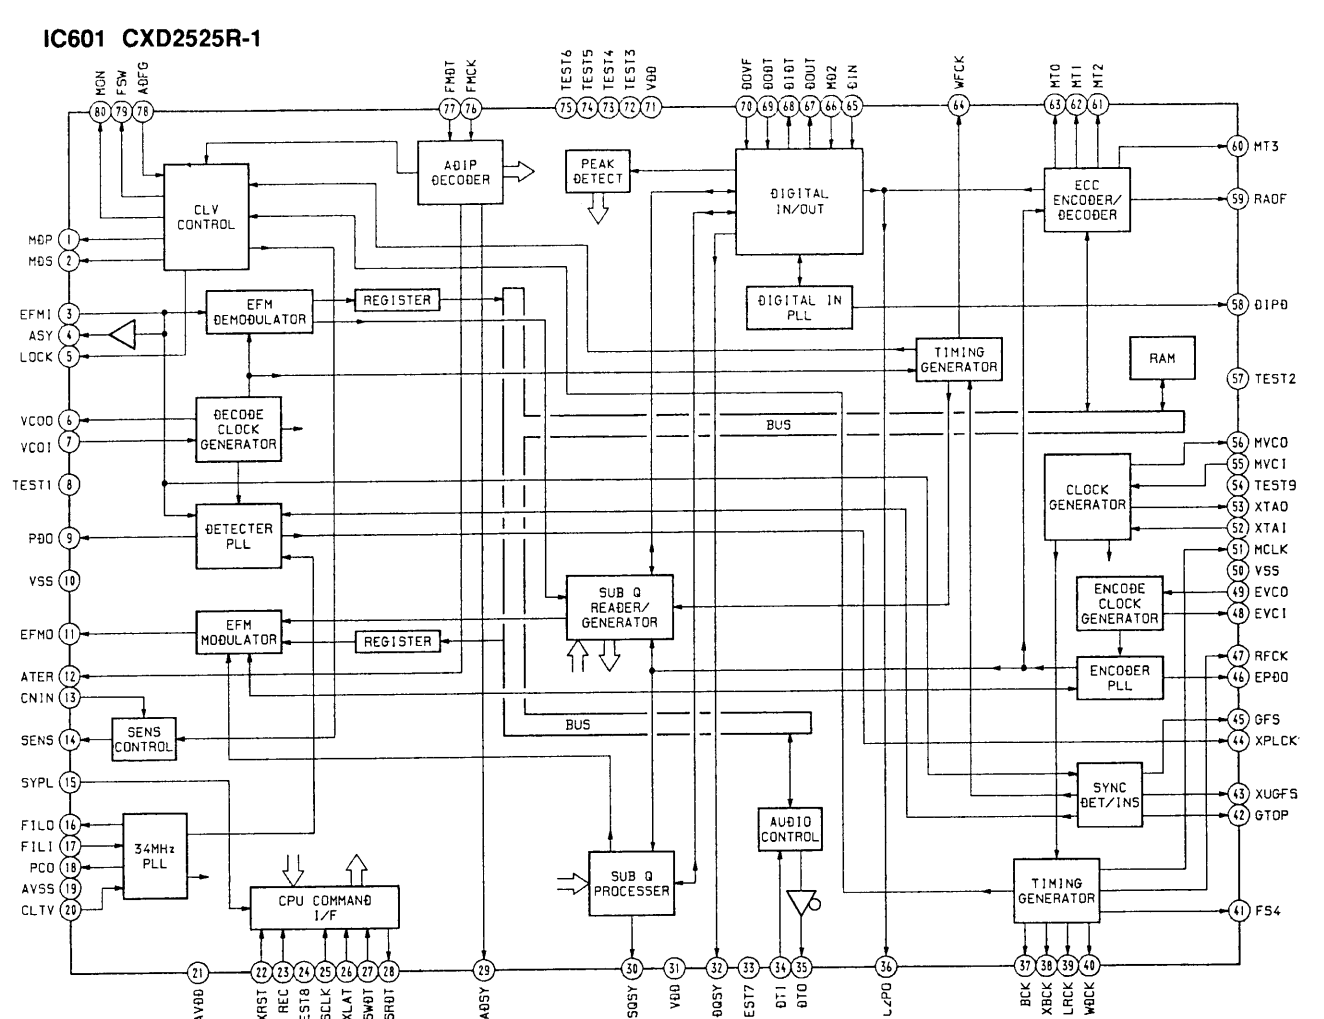 IC601 CXD2525R-1
MON
FSW
ADFG
FMDT
FMCK
TEST6
TEST5
TEST4
TEST3
VDD
DOVF
DODT
DIDT
DOUT
MD2
DIN
WFCK
MT0
MT1
MT2
80 79 78 77 76 75 74 73 72 71 70 69 68 67 66 65 64 63 62 61
60 MT3
59 RAOF
58 DIPD
57 TEST2
56 MVCO
55 MVCI
54 TEST9
53 XTAO
52 XTAI
51 MCLK
50 VSS
49 EVCO
48 EVCI
47 RFCK
46 EPDO
45 GFS
44 XPLCK
43 XUGFS
42 GTOP
41 FS4
MDP 1
MDS 2
EFMI 3
ASY 4
LOCK 5
VCOO 6
VCOI 7
TEST1 8
PDO 9
VSS 10
EFMO 11
ATER 12
CNIN 13
SENS 14
SYPL 15
FILO 16
FILI 17
PCO 18
AVSS 19
CLTV 20
CLV
CONTROL
ADIP
DECODER
PEAK
DETECT
DIGITAL
IN/OUT
ECC
ENCODER/
DECODER
EFM
DEMODULATOR
REGISTER
DIGITAL IN
PLL
TIMING
GENERATOR
RAM
DECODE
CLOCK
GENERATOR
BUS
CLOCK
GENERATOR
DETECTER
PLL
SUB Q
READER/
GENERATOR
ENCODE
CLOCK
GENERATOR
EFM
MODULATOR
REGISTER
ENCODER
PLL
SENS
CONTROL
BUS
SYNC
DET/INS
34MHz
PLL
AUDIO
CONTROL
CPU COMMAND
I/F
SUB Q
PROCESSER
TIMING
GENERATOR
21 22 23 24 25 26 27 28 29 30 31 32 33 34 35 36 37 38 39 40
AVDD
XRST
REC
EST8
SCLK
XLAT
SWDT
SRDT
ADSY
SQSY
VDD
DQSY
EST7
DTI
DTO
BCK
XBCK
LRCK
WDCK